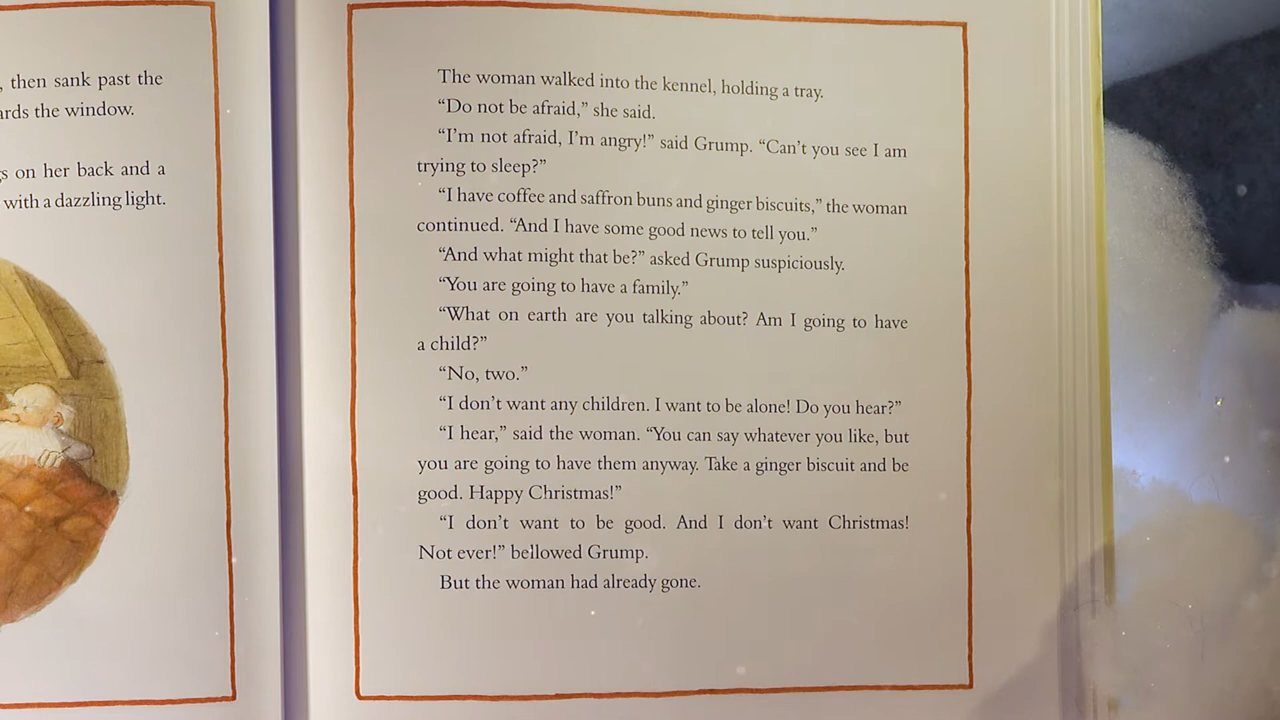 , then sank past the
ards the window.
s on her back and a
with a dazzling light.
The woman walked into the kennel, holding a tray.
“Do not be afraid,” she said.
“I’m not afraid, I’m angry!” said Grump. “Can’t you see I am
trying to sleep?”
“I have coffee and saffron buns and ginger biscuits,” the woman
continued. “And I have some good news to tell you.”
“And what might that be?” asked Grump suspiciously.
“You are going to have a family.”
“What on earth are you talking about? Am I going to have
a child?”
“No, two.”
“I don’t want any children. I want to be alone! Do you hear?”
“I hear,” said the woman. “You can say whatever you like, but
you are going to have them anyway. Take a ginger biscuit and be
good. Happy Christmas!”
“I don’t want to be good. And I don’t want Christmas!
Not ever!” bellowed Grump.
But the woman had already gone.